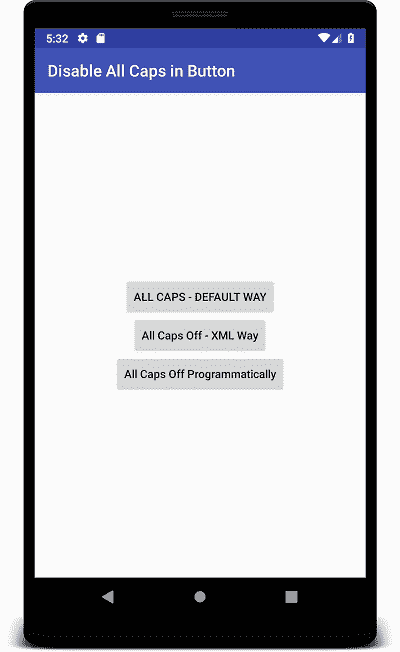 5:32
Disable All Caps in Button
ALL CAPS - DEFAULT WAY
All Caps Off - XML Way
All Caps Off Programmatically